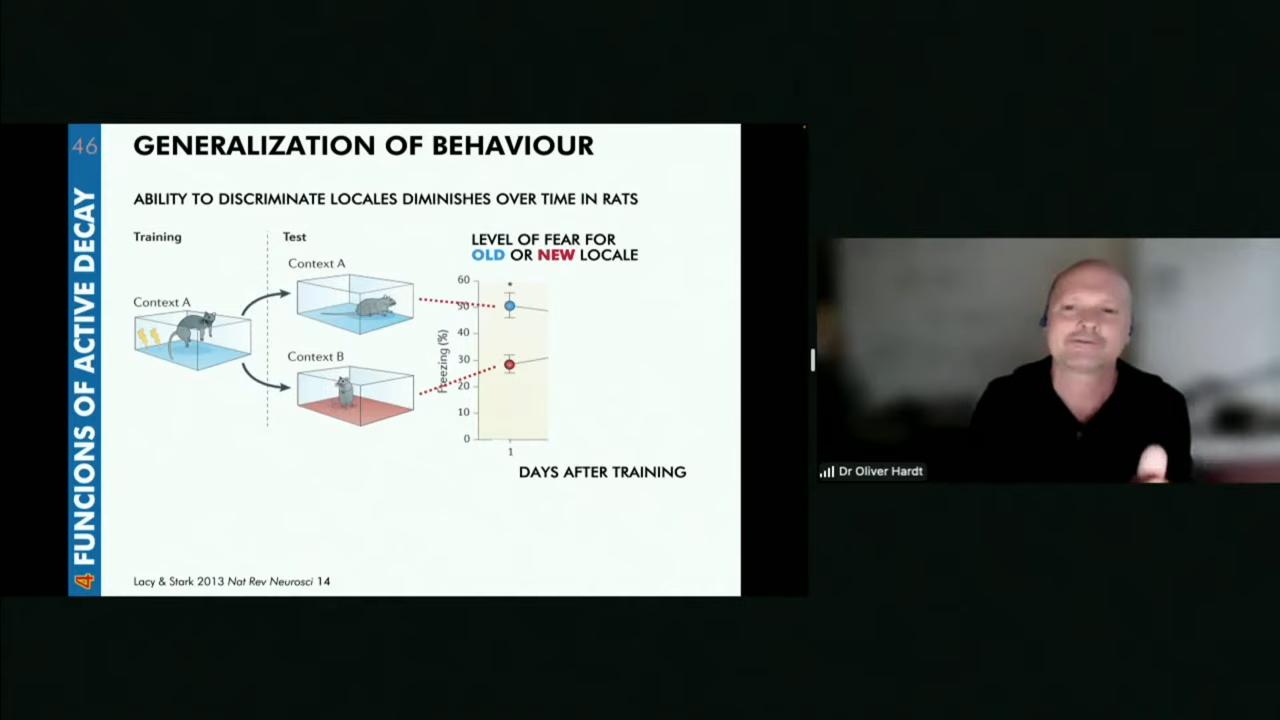 46
4 FUNCIONS OF ACTIVE DECAY
GENERALIZATION OF BEHAVIOUR
ABILITY TO DISCRIMINATE LOCALES DIMINISHES OVER TIME IN RATS
Training
Test
Context A
Context A
Context B
LEVEL OF FEAR FOR
OLD OR NEW LOCALE
Freezing (%)
60
*
50
40
30
20
10
0
1
DAYS AFTER TRAINING
Lacy & Stark 2013 Nat Rev Neurosci 14
Dr Oliver Hardt